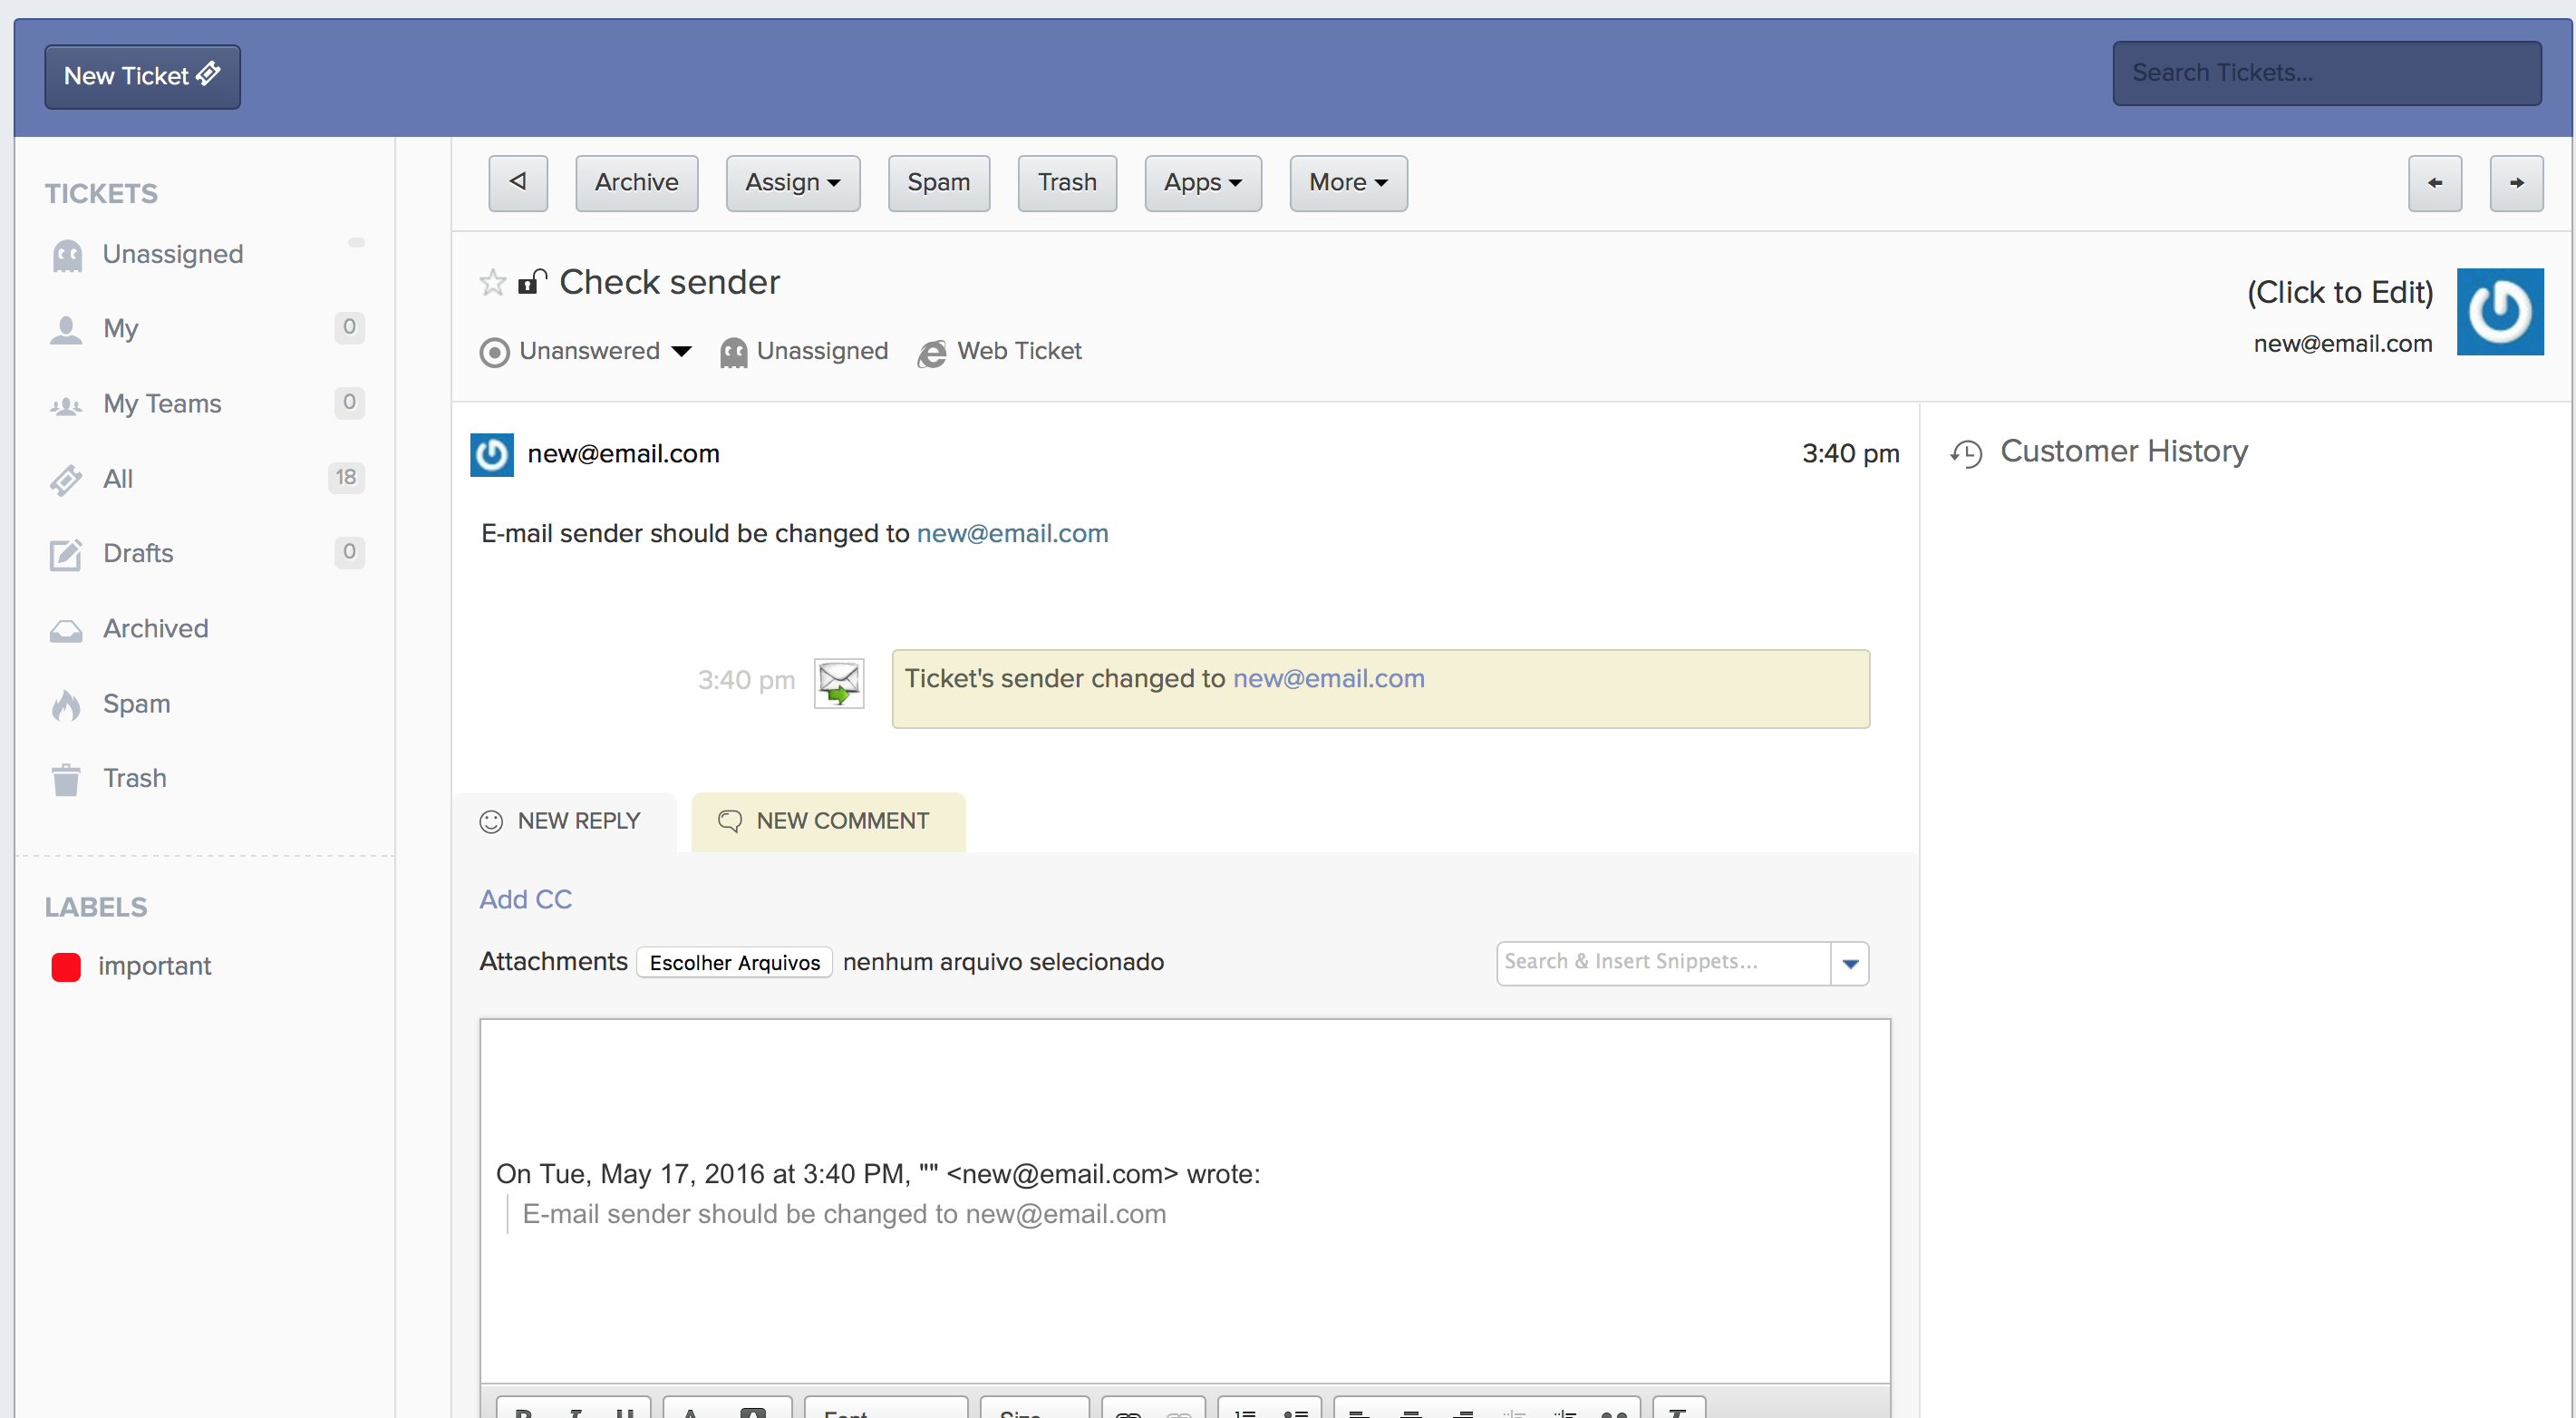 New Ticket
Search Tickets...
TICKETS
Unassigned
My 0
My Teams 0
All 18
Drafts 0
Archived
Spam
Trash
LABELS
important
Archive Assign Spam Trash Apps More
Check sender
Unanswered Unassigned Web Ticket
(Click to Edit)
new@email.com
new@email.com 3:40 pm
E-mail sender should be changed to new@email.com
3:40 pm Ticket's sender changed to new@email.com
Customer History
NEW REPLY NEW COMMENT
Add CC
Attachments Escolher Arquivos nenhum arquivo selecionado
Search & Insert Snippets...
On Tue, May 17, 2016 at 3:40 PM, "" <new@email.com> wrote:
E-mail sender should be changed to new@email.com
Font Size